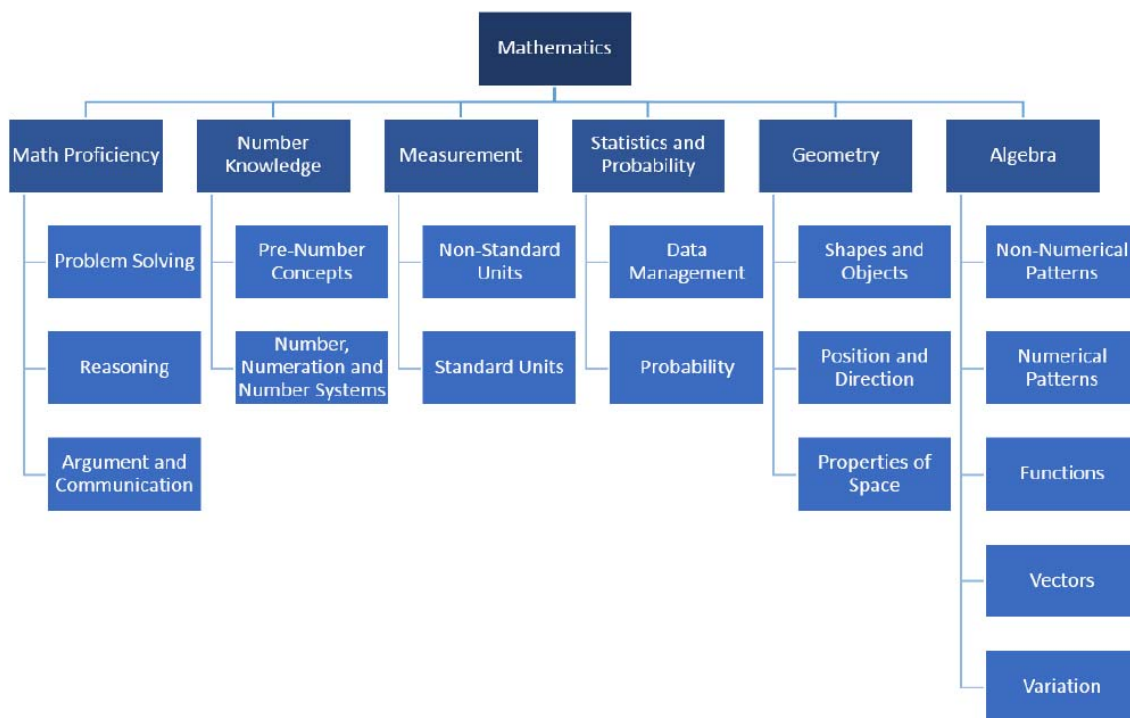 Mathematics
Math Proficiency
Number
Knowledge
Measurement
Statistics and
Probability
Geometry
Algebra
Problem Solving
Reasoning
Argument and
Communication
Pre-Number
Concepts
Number,
Numeration and
Number Systems
Non-Standard
Units
Standard Units
Data
Management
Probability
Shapes and
Objects
Position and
Direction
Properties of
Space
Non-Numerical
Patterns
Numerical
Patterns
Functions
Vectors
Variation